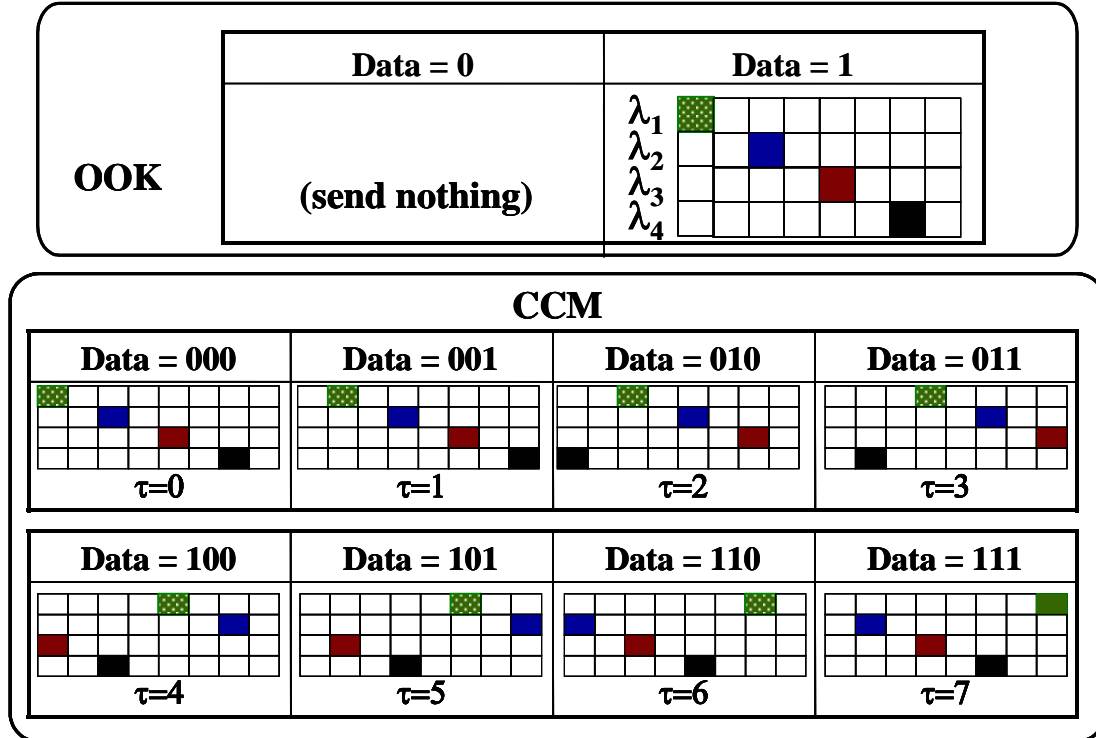 Data = 0 Data = 1
OOK
(send nothing)
λ1
λ2
λ3
λ4
CCM
Data = 000 Data = 001 Data = 010 Data = 011
τ=0 τ=1 τ=2 τ=3
Data = 100 Data = 101 Data = 110 Data = 111
τ=4 τ=5 τ=6 τ=7